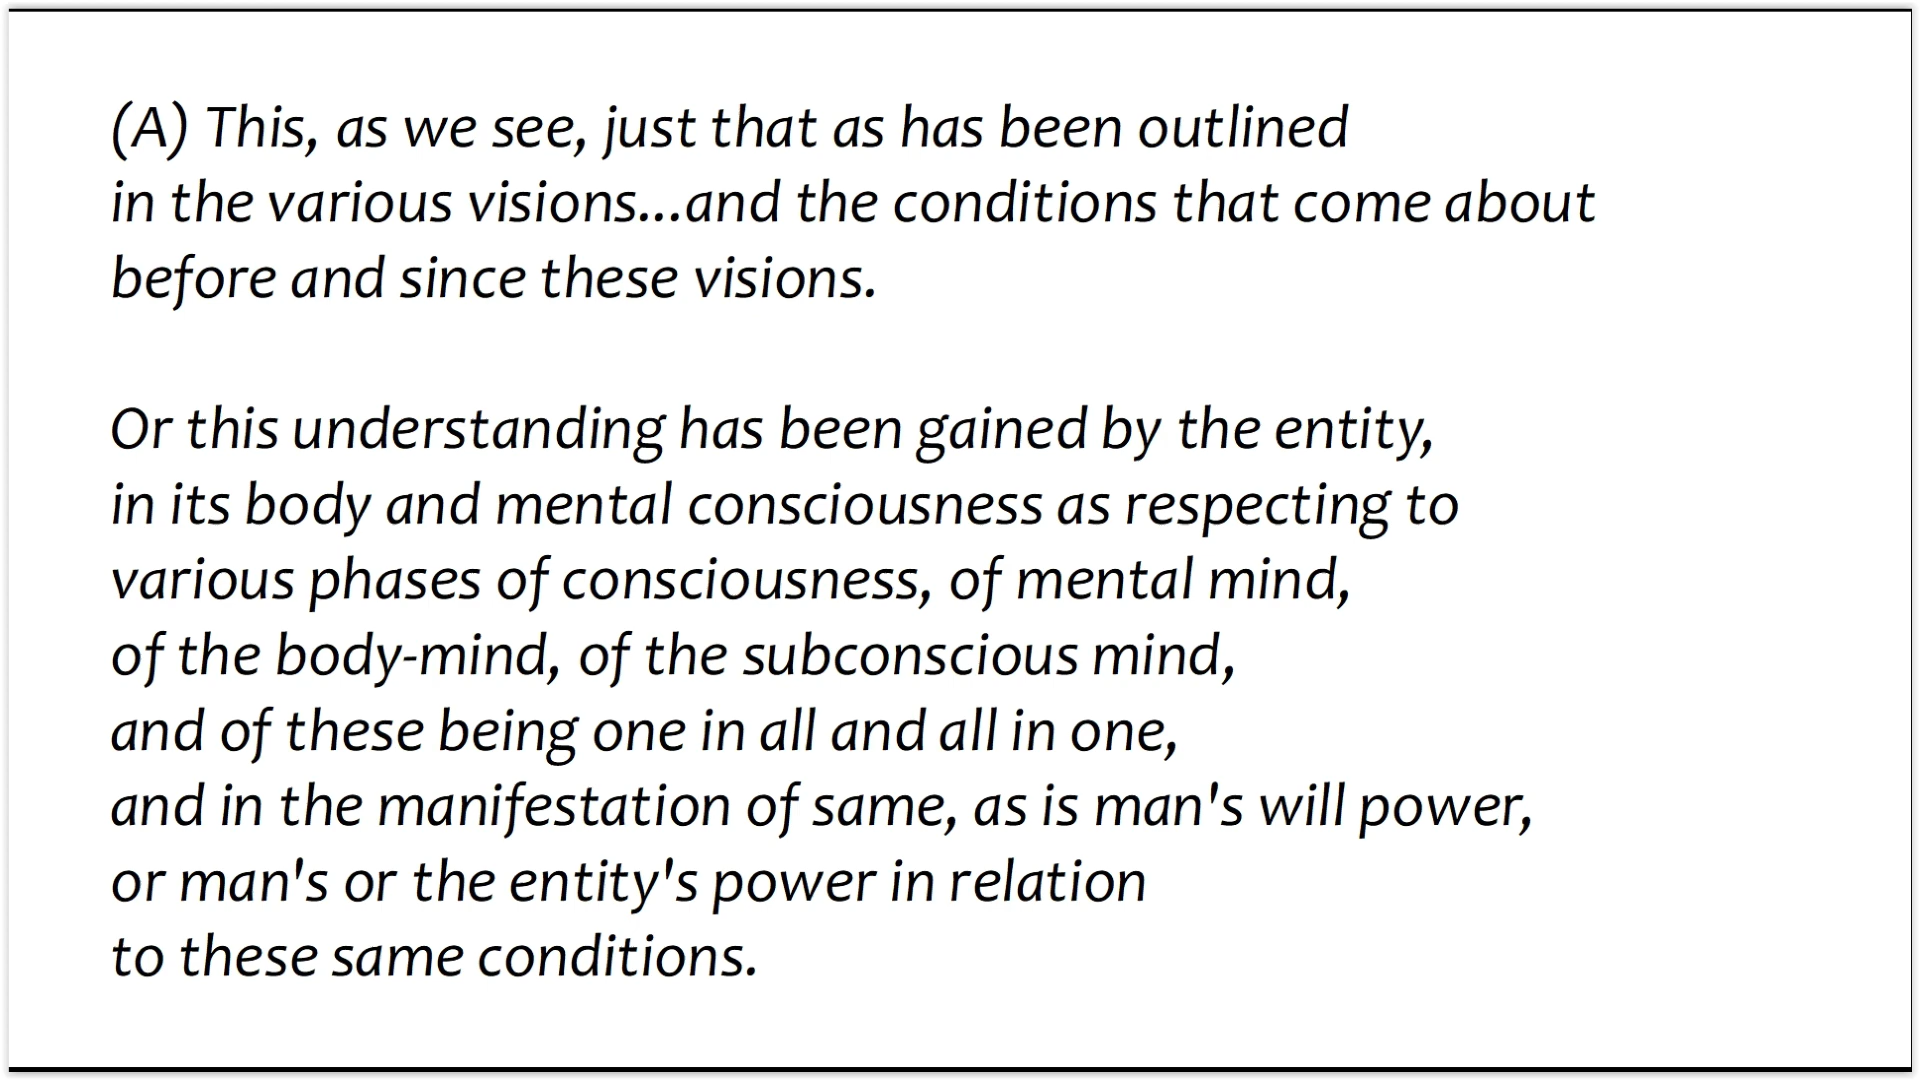 (A) This, as we see, just that as has been outlined
in the various visions...and the conditions that come about
before and since these visions.
Or this understanding has been gained by the entity,
in its body and mental consciousness as respecting to
various phases of consciousness, of mental mind,
of the body-mind, of the subconscious mind,
and of these being one in all and all in one,
and in the manifestation of same, as is man's will power,
or man's or the entity's power in relation
to these same conditions.